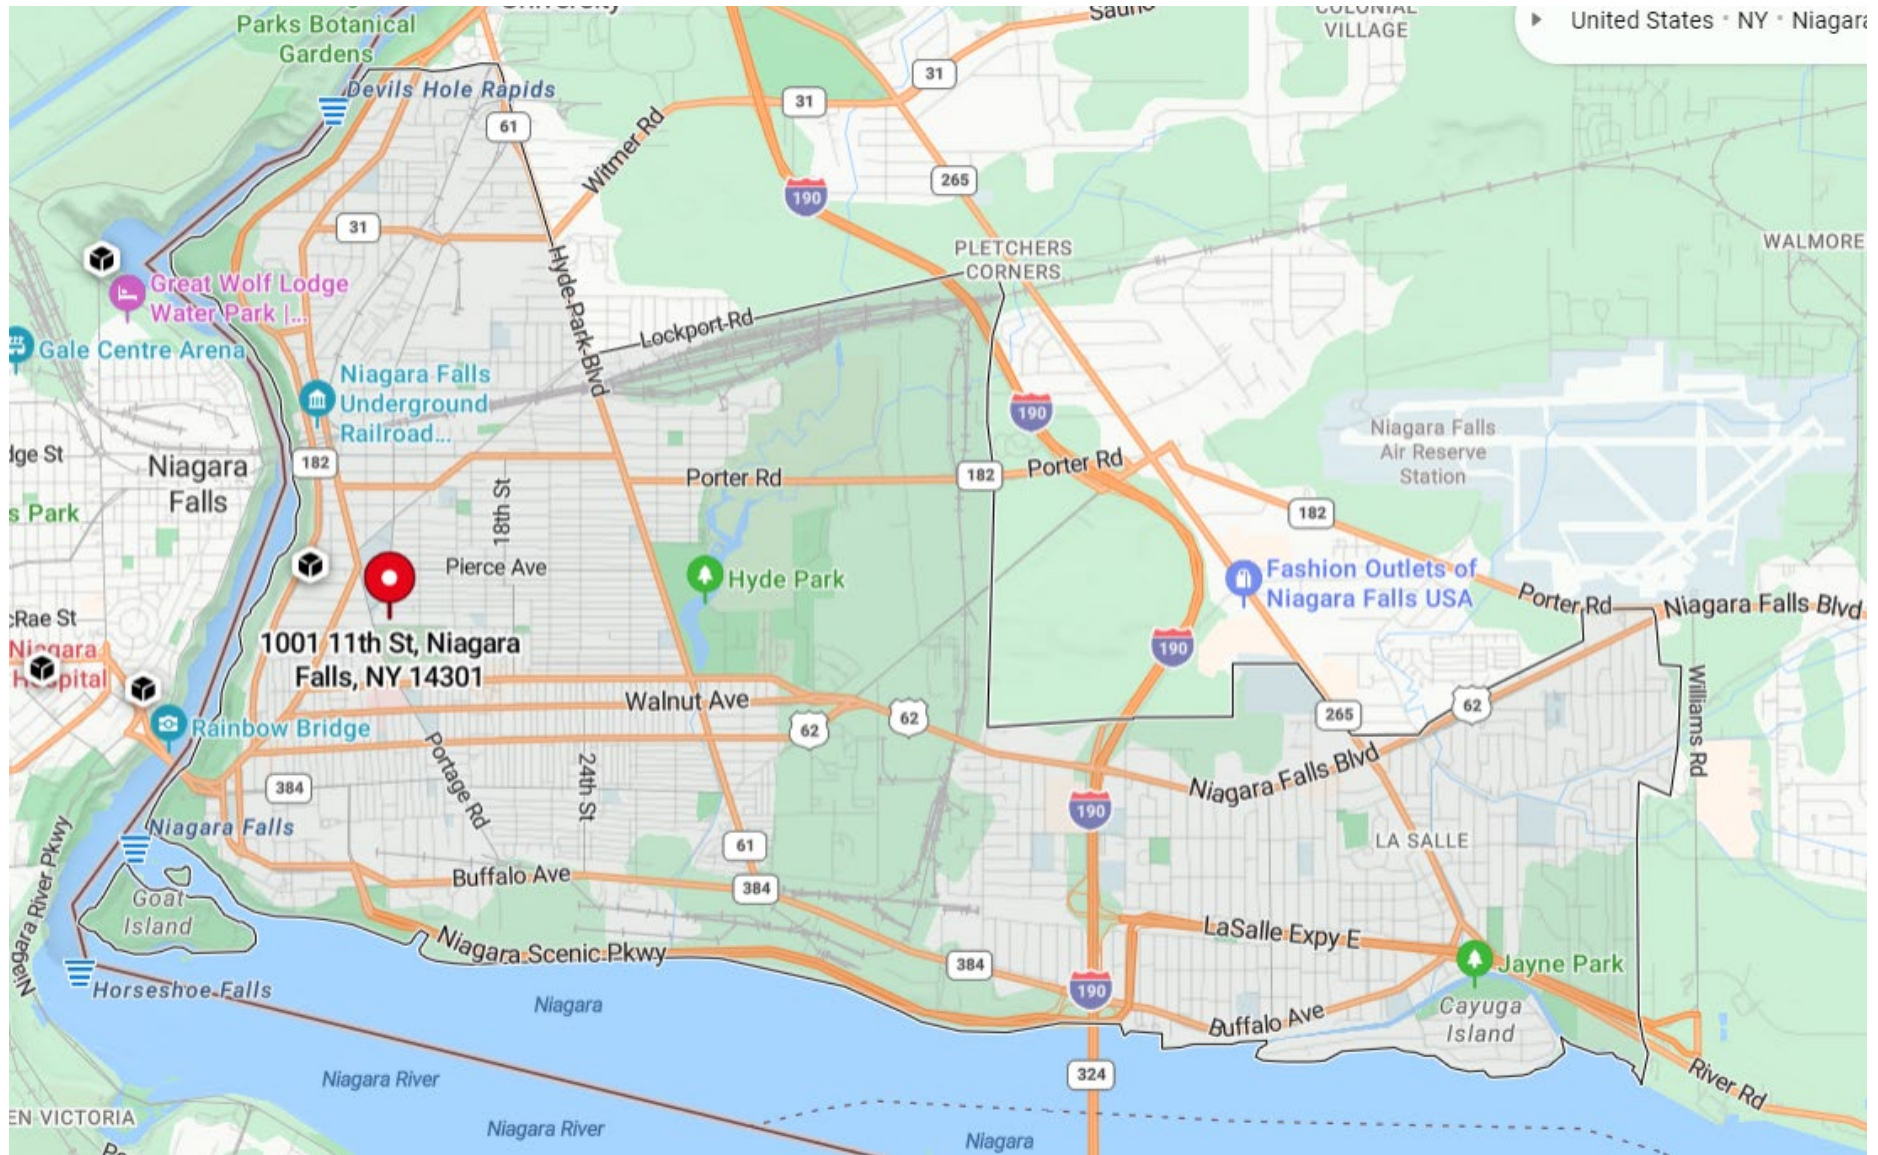 Parks Botanical
Gardens
COLONIAL
VILLAGE
United States • NY • Niagara
Devils Hole Rapids
31
31
61
Witmer Rd
265
190
31
PLETCHERS
CORNERS
WALMORE
Hyde Park Blvd
Great Wolf Lodge
Water Park |...
Lockport-Rd
Gale Centre Arena
Niagara Falls
Underground
Railroad...
190
Niagara Falls
Air Reserve
Station
dge St
Niagara
Falls
182
Porter Rd
182
Porter Rd
18th St
s Park
182
Pierce Ave
Hyde Park
Fashion Outlets of
Niagara Falls USA
Porter Rd
Niagara Falls Blvd
cRae St
1001 11th St, Niagara
Falls, NY 14301
Niagara
Hospital
190
Williams Rd
Walnut Ave
62
62
62
265
Rainbow Bridge
Portage Rd
24th St
384
Niagara Falls Blvd
190
Niagara Falls
Niagara River Pkwy
61
LA SALLE
Buffalo Ave
384
Goat
Island
LaSalle Expy E
Niagara Scenic Pkwy
384
Jayne Park
Horseshoe Falls
190
Niagara
Buffalo Ave
Cayuga
Island
Niagara River
324
River Rd
EN VICTORIA
Niagara River
Niagara